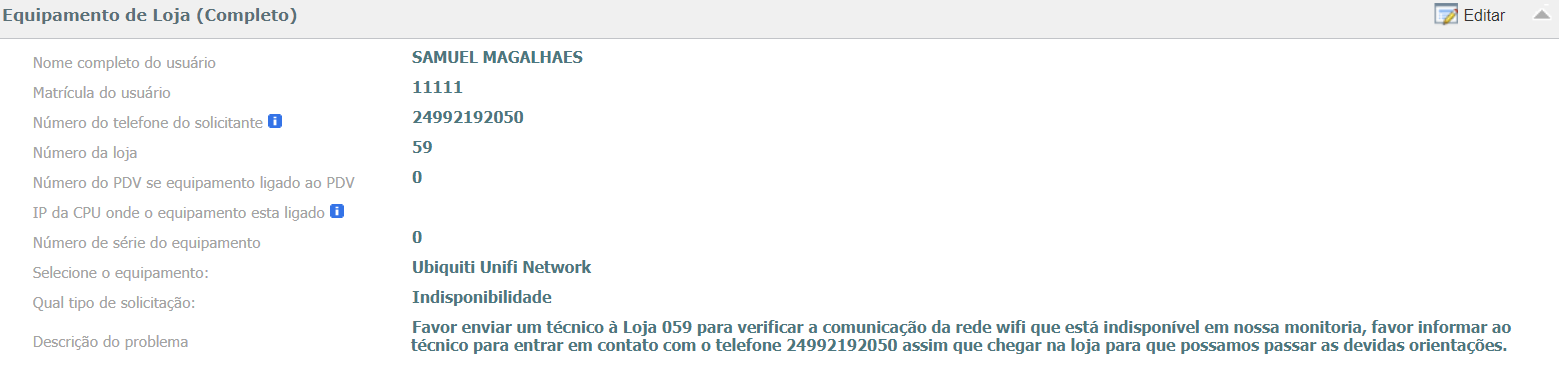 Equipamento de Loja (Completo)
Editar
Nome completo do usuário SAMUEL MAGALHAES
Matrícula do usuário 11111
Número do telefone do solicitante 24992192050
Número da loja 59
Número do PDV se equipamento ligado ao PDV 0
IP da CPU onde o equipamento esta ligado
Número de série do equipamento 0
Selecione o equipamento: Ubiquiti Unifi Network
Qual tipo de solicitação: Indisponibilidade
Descrição do problema Favor enviar um técnico à Loja 059 para verificar a comunicação da rede wifi que está indisponível em nossa monitoria, favor informar ao
técnico para entrar em contato com o telefone 24992192050 assim que chegar na loja para que possamos passar as devidas orientações.